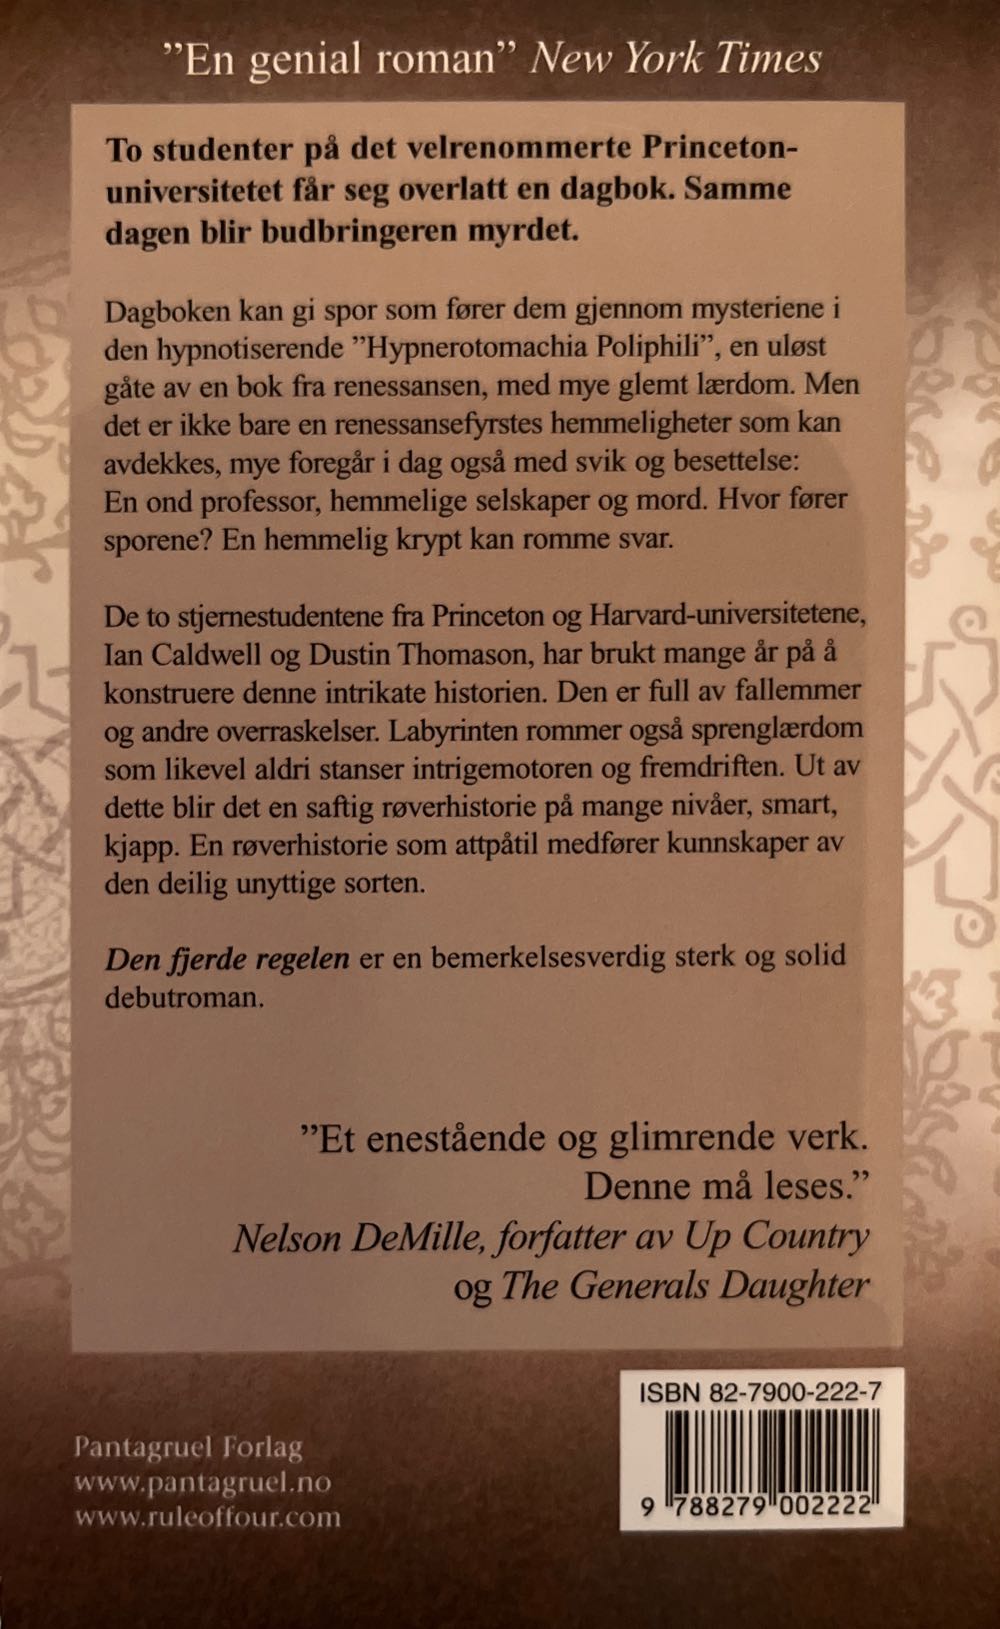 ”En genial roman” New York Times
To studenter på det velrenommerte Princeton-
universitetet får seg overlatt en dagbok. Samme
dagen blir budbringeren myrdet.
Dagboken kan gi spor som fører dem gjennom mysteriene i
den hypnotiserende ”Hypnerotomachia Poliphili”, en uløst
gåte av en bok fra renessansen, med mye glemt lærdom. Men
det er ikke bare en renessansefyrstes hemmeligheter som kan
avdekkes, mye foregår i dag også med svik og besettelse:
En ond professor, hemmelige selskaper og mord. Hvor fører
sporene? En hemmelig krypt kan romme svar.
De to stjernestudentene fra Princeton og Harvard-universitetene,
Ian Caldwell og Dustin Thomason, har brukt mange år på å
konstruere denne intrikate historien. Den er full av fallemmer
og andre overraskelser. Labyrinten rommer også sprenglærdom
som likevel aldri stanser intrigemotoren og fremdriften. Ut av
dette blir det en saftig røverhistorie på mange nivåer, smart,
kjapp. En røverhistorie som attpåtil medfører kunnskaper av
den deilig unyttige sorten.
Den fjerde regelen er en bemerkelsesverdig sterk og solid
debutroman.
”Et enestående og glimrende verk.
Denne må leses.”
Nelson DeMille, forfatter av Up Country
og The Generals Daughter
ISBN 82-7900-222-7
9 788279 002222
Pantagruel Forlag
www.pantagruel.no
www.ruleoffour.com